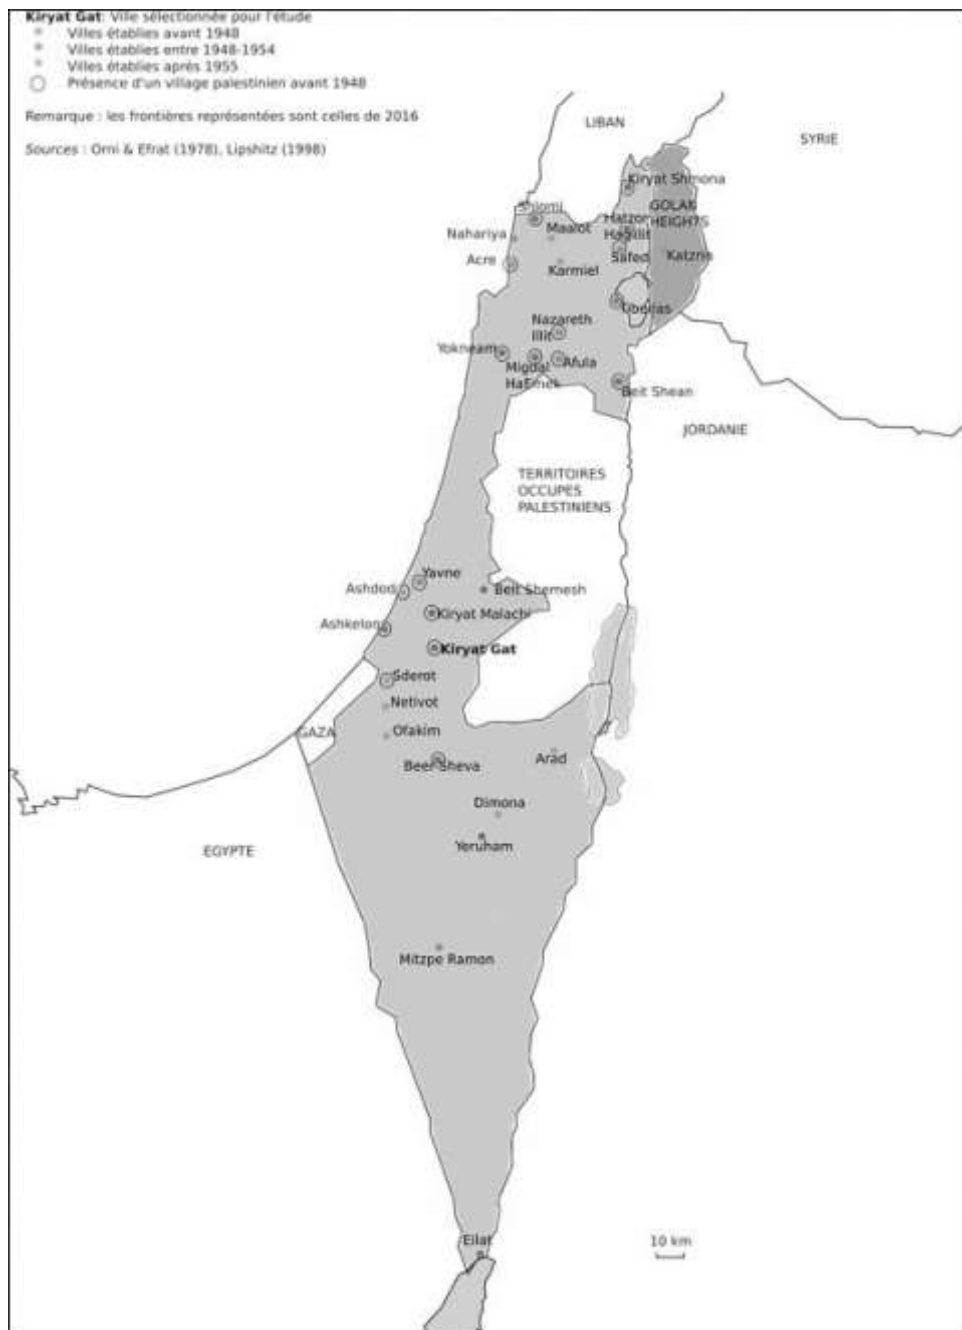 Kiryat Gat: Ville sélectionnée pour l'étude
Villes établies avant 1948
Villes établies entre 1948-1954
Villes établies aprés 1955
Présence d'un village palestinien avant 1948
Remarque : les frontières représentées sont celles de 2016
Sources : Orni & Efrat (1978), Lipshitz (1998)
LIBAN
SYRIE
Kiryat Shmona
Shlomi
GOLAN
HEIGHTS
Hatzor
Haglilit
Maalot
Nahariya
Safed
Katzrin
Acre
Karmiel
Tiberias
Nazareth
Illit
Yokneam
Migdal
HaEmek
Afula
Beit Shean
JORDANIE
TERRITOIRES
OCCUPES
PALESTINIENS
Yavne
Ashdod
Beit Shemesh
Kiryat Malachi
Ashkelon
Kiryat Gat
Sderot
Netivot
GAZA
Ofakim
Beer Sheva
Arad
Dimona
Yeruham
EGYPTE
Mitzpe Ramon
Eilat
10 km